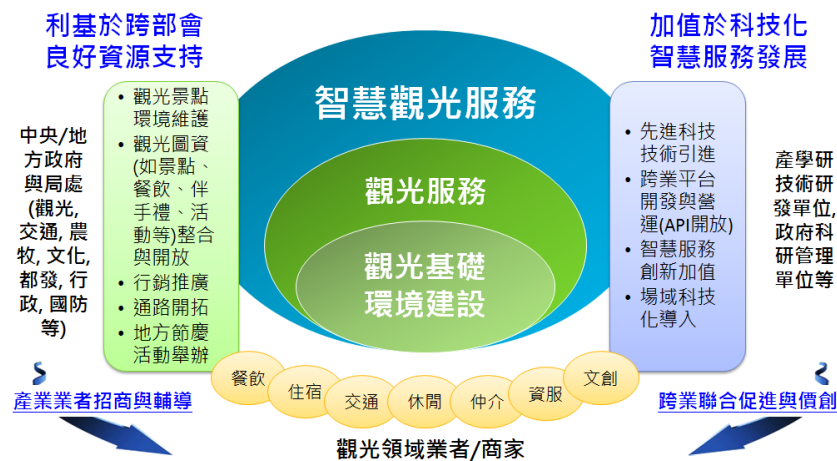 利基於跨部會
良好資源支持
加值於科技化
智慧服務發展
中央/地
方政府
與局處
(觀光,
交通, 農
牧, 文化,
都發, 行
政, 國防
等)
• 觀光景點
環境維護
• 觀光圖資
(如景點、
餐飲、伴
手禮、活
動等)整合
與開放
• 行銷推廣
• 通路開拓
• 地方節慶
活動舉辦
智慧觀光服務
觀光服務
觀光基礎
環境建設
• 先進科技
技術引進
• 跨業平台
開發與營
運(API開放)
• 智慧服務
創新加值
• 場域科技
化導入
產學研
技術研
發單位,
政府科
研管理
單位等
餐飲
住宿
交通
休閒
仲介
資服
文創
產業業者招商與輔導
跨業聯合促進與價創
觀光領域業者/商家